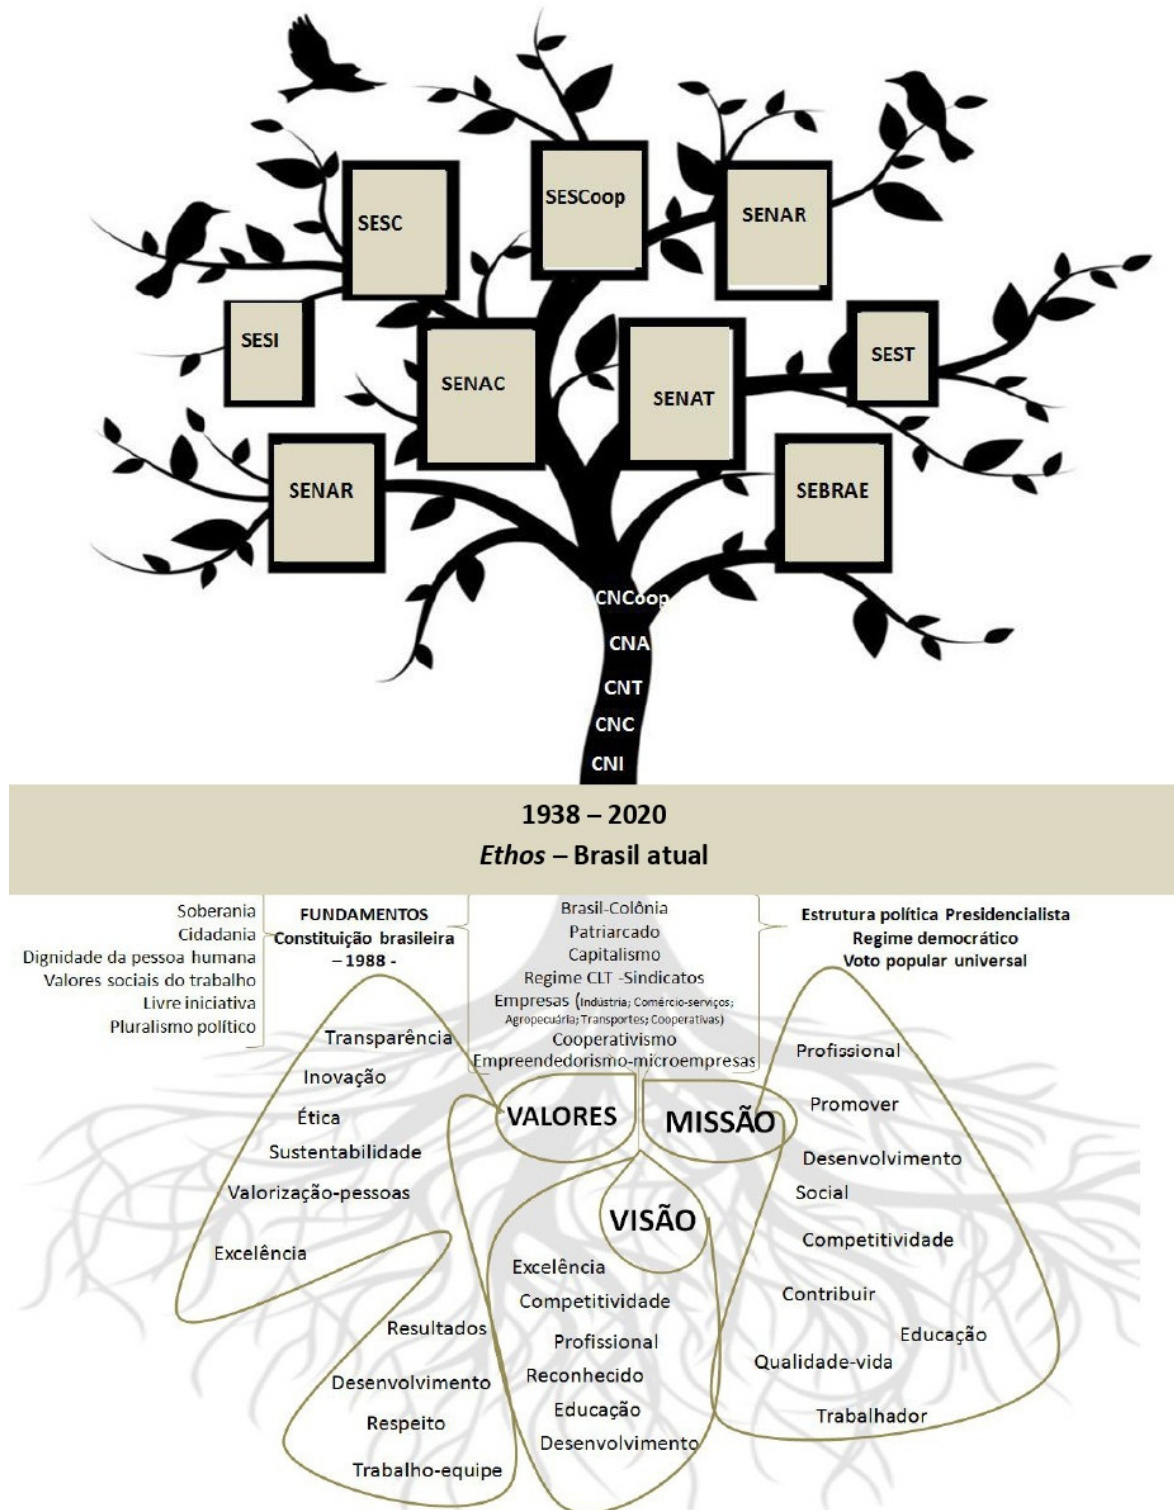 SESCoop
SENAR
SESC
SESI
SEST
SENAC
SENAT
SENAR
SEBRAE
CNCoop
CNA
CNT
CNC
CNI
1938 – 2020
Ethos – Brasil atual
Soberania
Cidadania
Dignidade da pessoa humana
Valores sociais do trabalho
Livre iniciativa
Pluralismo político
FUNDAMENTOS
Constituição brasileira
– 1988 -
Brasil-Colônia
Patriarcado
Capitalismo
Regime CLT -Sindicatos
Empresas (Indústria; Comércio-serviços;
Agropecuária; Transportes; Cooperativas)
Cooperativismo
Empreendedorismo-microempresas
Estrutura política Presidencialista
Regime democrático
Voto popular universal
VALORES
Transparência
Inovação
Ética
Sustentabilidade
Valorização-pessoas
Excelência
Resultados
Desenvolvimento
Respeito
Trabalho-equipe
VISÃO
Excelência
Competitividade
Profissional
Reconhecido
Educação
Desenvolvimento
MISSÃO
Profissional
Promover
Desenvolvimento
Social
Competitividade
Contribuir
Educação
Qualidade-vida
Trabalhador